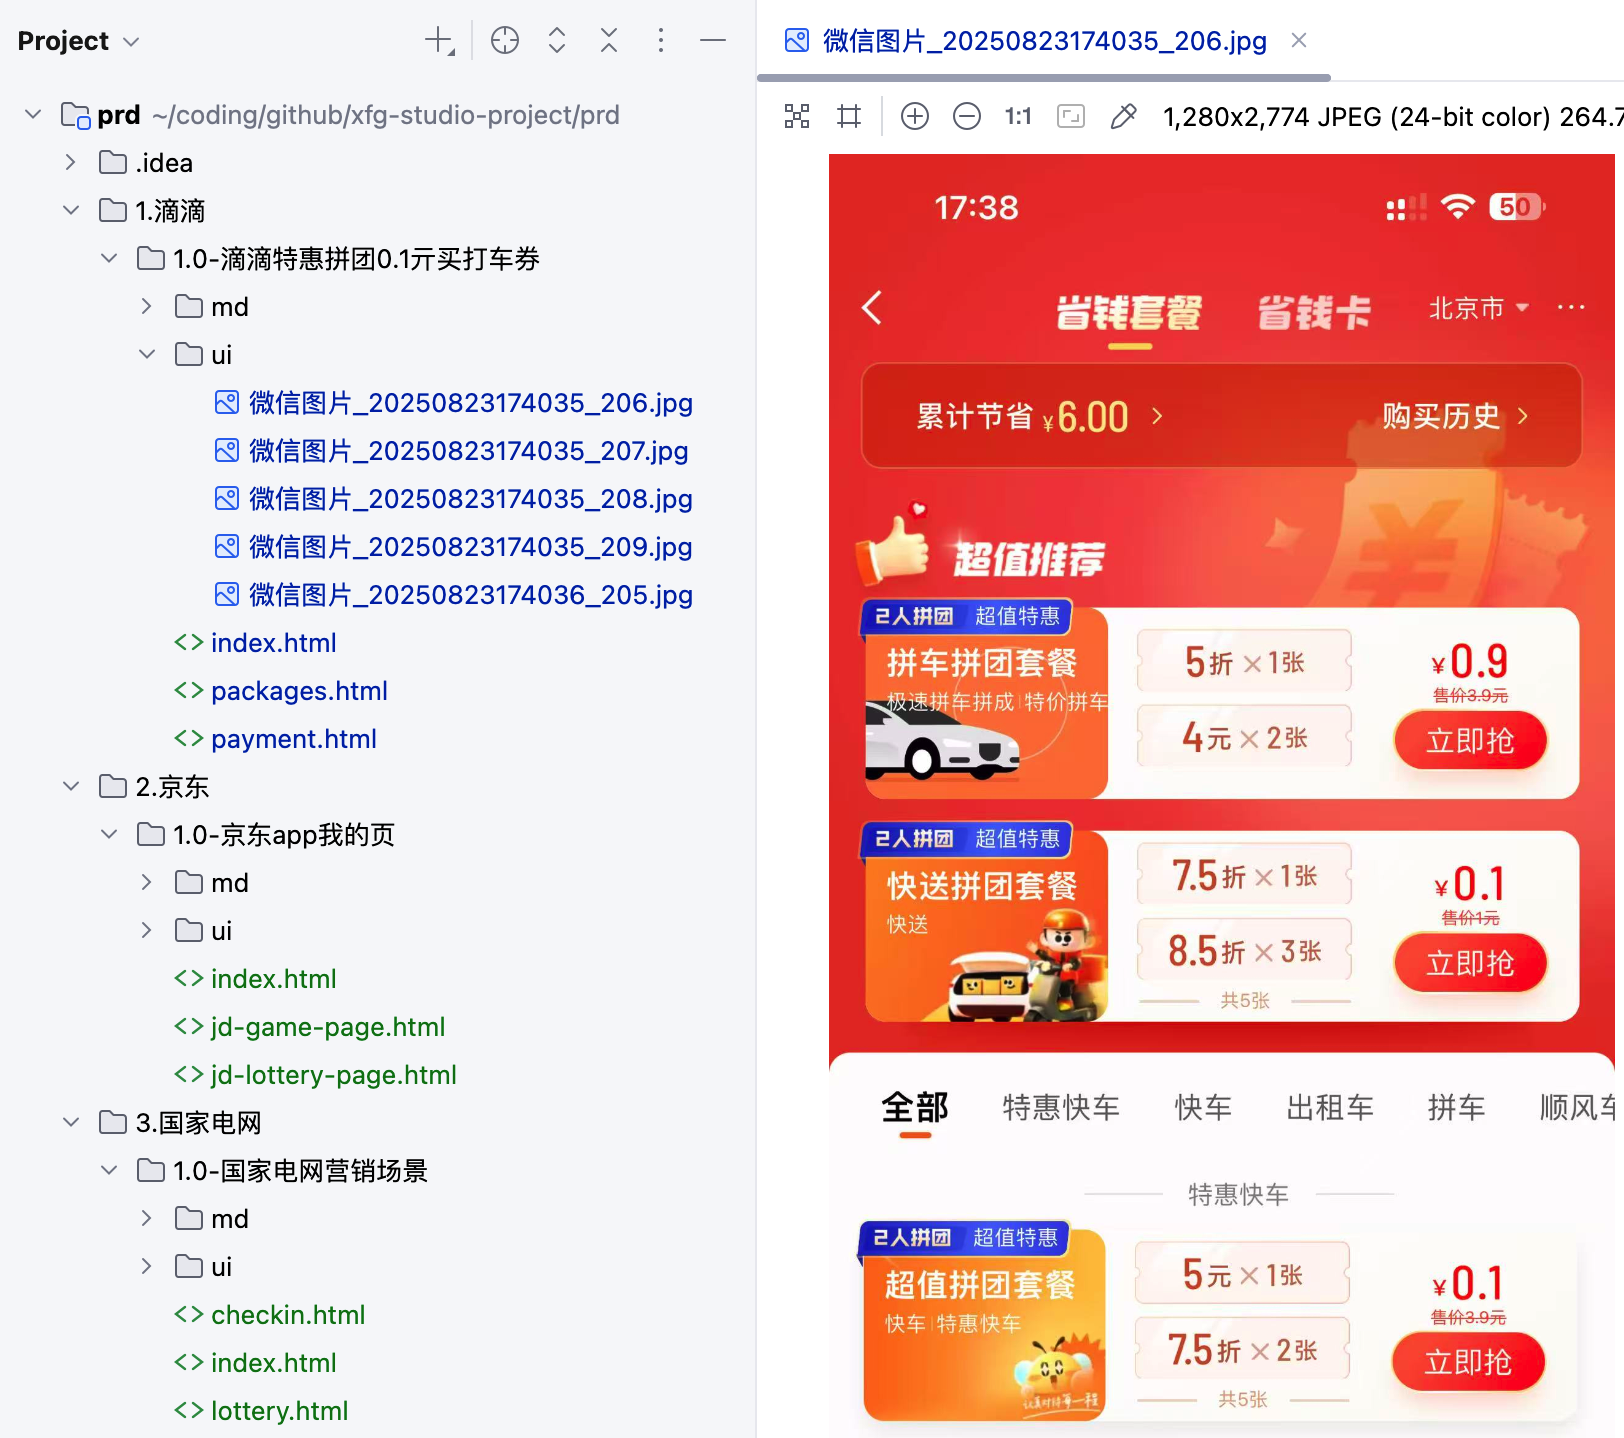 Project
prd ~/coding/github/xfg-studio-project/prd
.idea
1.滴滴
1.0-滴滴特惠拼团0.1元买打车券
md
ui
微信图片_20250823174035_206.jpg
微信图片_20250823174035_207.jpg
微信图片_20250823174035_208.jpg
微信图片_20250823174035_209.jpg
微信图片_20250823174036_205.jpg
index.html
packages.html
payment.html
2.京东
1.0-京东app我的页
md
ui
index.html
jd-game-page.html
jd-lottery-page.html
3.国家电网
1.0-国家电网营销场景
md
ui
checkin.html
index.html
lottery.html
微信图片_20250823174035_206.jpg
1:1 1,280x2,774 JPEG (24-bit color) 264.7
17:38 50
省钱套餐 省钱卡 北京市
累计节省 ¥6.00 购买历史
超值推荐
2人拼团 超值特惠
拼车拼团套餐
极速拼车拼成|特价拼车
5折×1张
4元×2张
¥0.9
售价3.9元
立即抢
2人拼团 超值特惠
快送拼团套餐
快送
7.5折×1张
8.5折×3张
共5张
¥0.1
售价1元
立即抢
全部 特惠快车 快车 出租车 拼车 顺风车
特惠快车
2人拼团 超值特惠
超值拼团套餐
快车|特惠快车
认真对待每一程
5元×1张
7.5折×2张
共5张
¥0.1
售价3.9元
立即抢